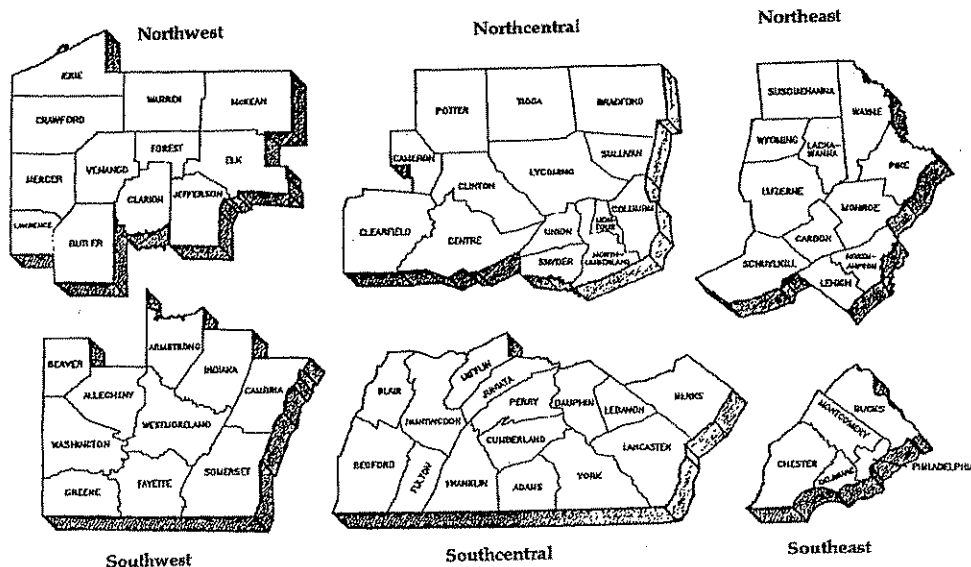 Northwest
ERIE
CRAWFORD
WARREN
McKEAN
FOREST
VENANGO
ELK
MERCER
CLARION
JEFFERSON
LAWRENCE
BUTLER
Northcentral
POTTER
TIOGA
BRADFORD
CAMERON
SULLIVAN
LYCOMING
CLINTON
COLUMBIA
CLEARFIELD
CENTRE
UNION
MON-
TOUR
SNYDER
NORTH-
UMBERLAND
Northeast
SUSQUEHANNA
WAYNE
WYOMING
LACKA-
WANNA
PIKE
LUZERNE
MONROE
CARBON
SCHUYLKILL
NORTH-
AMPTON
LEHIGH
BEAVER
ARMSTRONG
INDIANA
CAMBRIA
ALLEGHENY
WESTMORELAND
WASHINGTON
SOMERSET
GREENE
FAYETTE
Southwest
BLAIR
MIFFLIN
JUNIATA
HUNTINGDON
PERRY
DAUPHIN
LEBANON
BERKS
CUMBERLAND
LANCASTER
BEDFORD
FULTON
FRANKLIN
ADAMS
YORK
Southcentral
BUCKS
MONTGOMERY
CHESTER
DELAWARE
PHILADELPHIA
Southeast